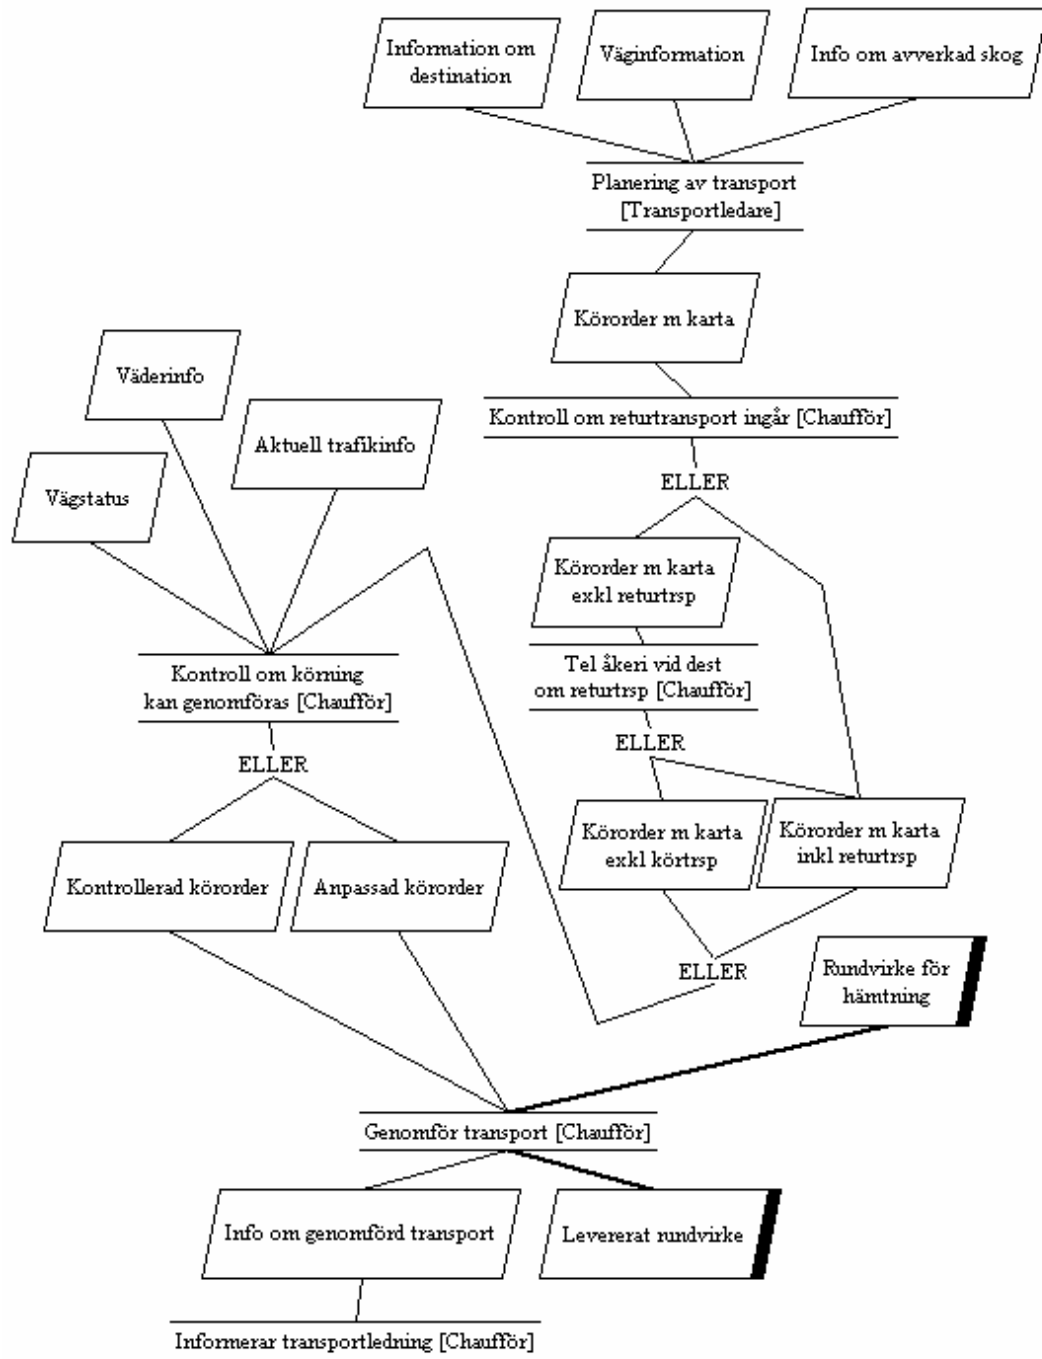 Information om
destination
Väginformation
Info om avverkad skog
Planering av transport
[Transportledare]
Körorder m karta
Väderinfo
Aktuell trafikinfo
Kontroll om returtransport ingår [Chaufför]
Vägstatus
ELLER
Körorder m karta
exkl returtrsp
Kontroll om körning
kan genomföras [Chaufför]
Tel åkeri vid dest
om returtrsp [Chaufför]
ELLER
ELLER
Körorder m karta
exkl körtrsp
Körorder m karta
inkl returtrsp
Kontrollerad körorder
Anpassad körorder
ELLER
Rundvirke för
hämtning
Genomför transport [Chaufför]
Info om genomförd transport
Levererat rundvirke
Informerar transportledning [Chaufför]